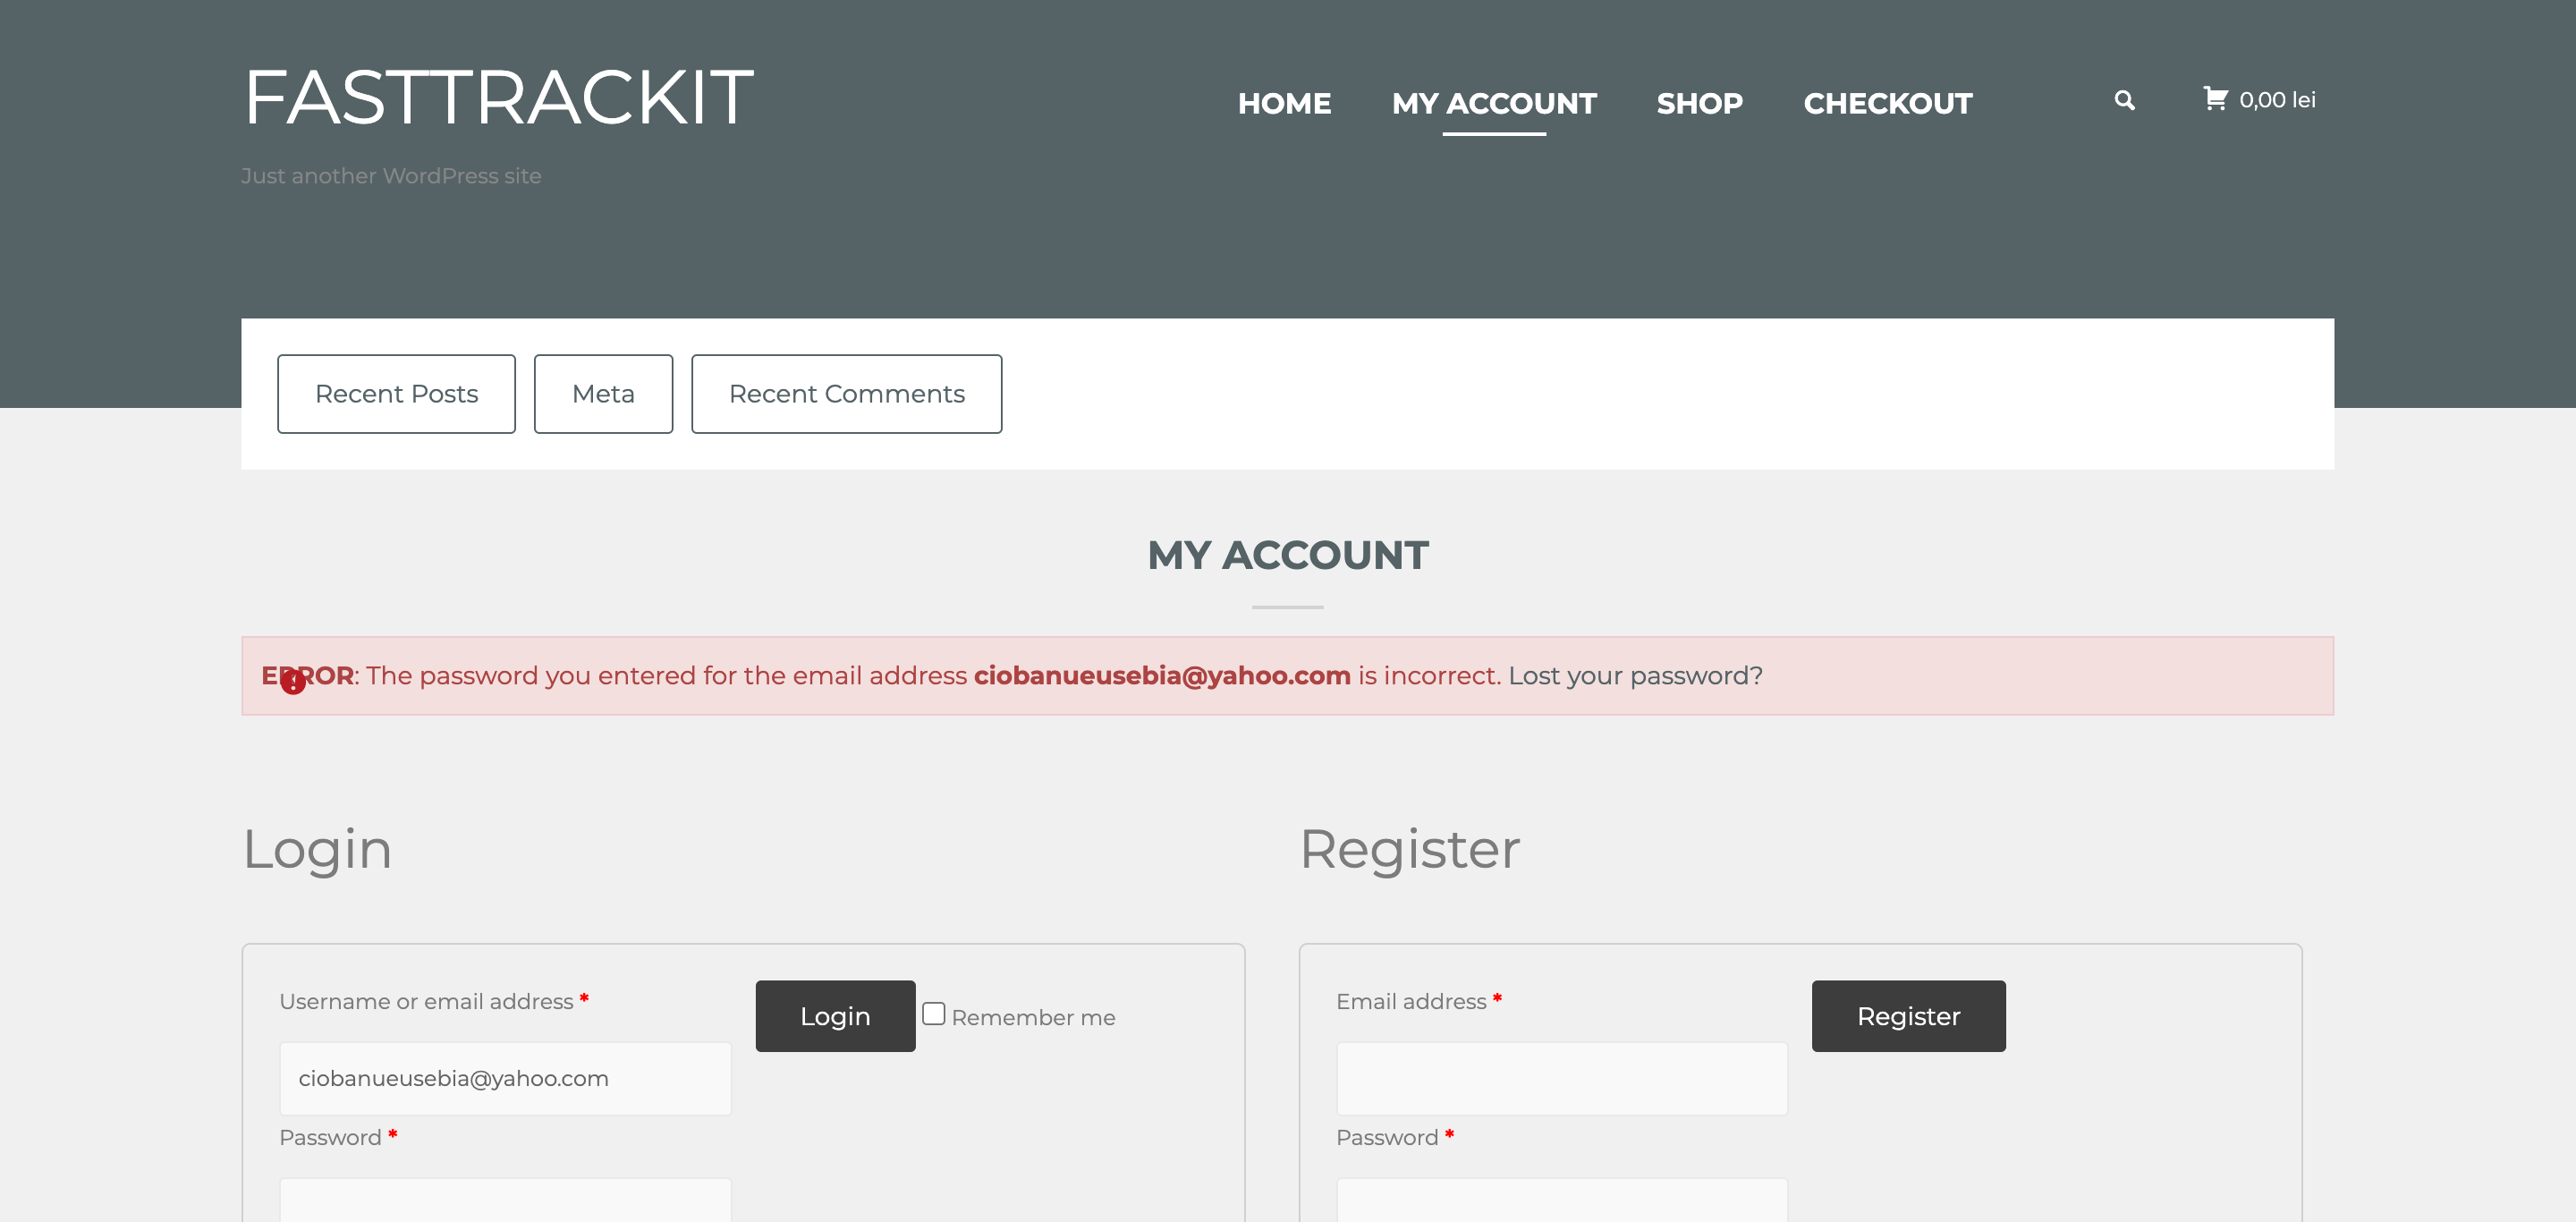 FASTTRACKIT
HOME MY ACCOUNT SHOP CHECKOUT 0,00 lei
Just another WordPress site
Recent Posts Meta Recent Comments
MY ACCOUNT
ERROR: The password you entered for the email address ciobanueusebia@yahoo.com is incorrect. Lost your password?
Login
Register
Username or email address *
Login Remember me
ciobanueusebia@yahoo.com
Password *
Email address *
Register
Password *